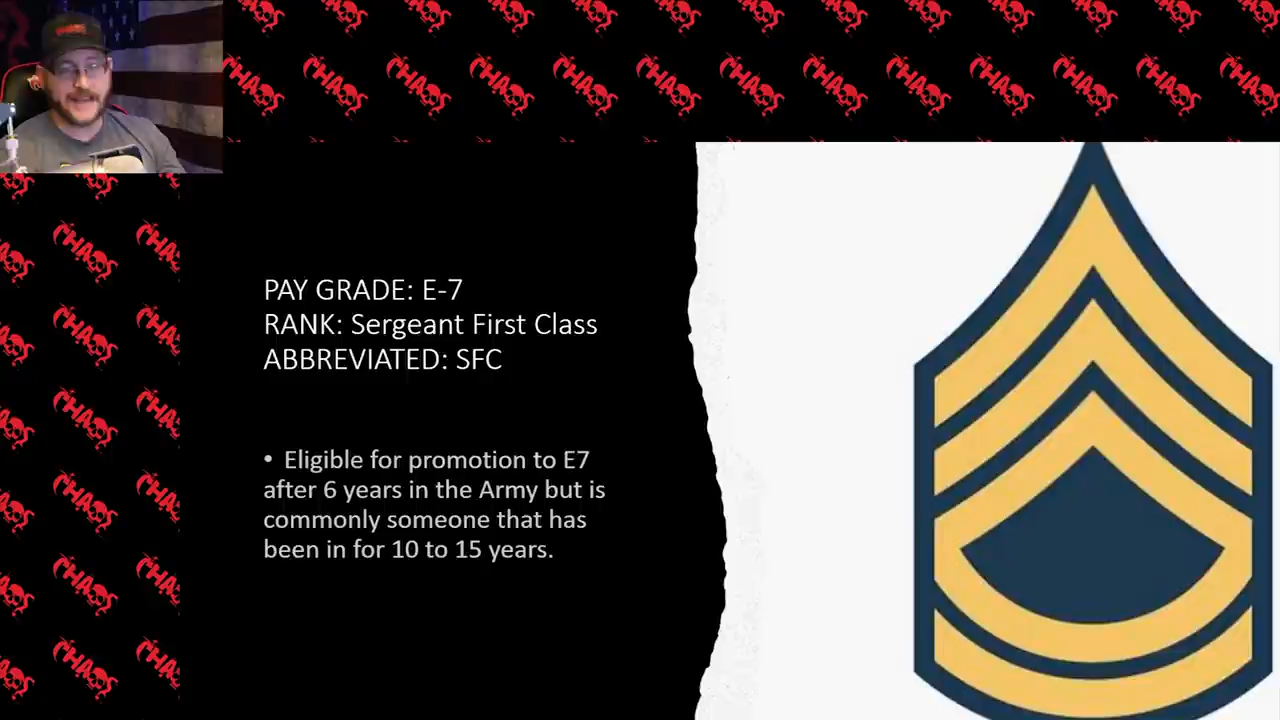 PAY GRADE: E-7
RANK: Sergeant First Class
ABBREVIATED: SFC
• Eligible for promotion to E7
after 6 years in the Army but is
commonly someone that has
been in for 10 to 15 years.
CHAOS